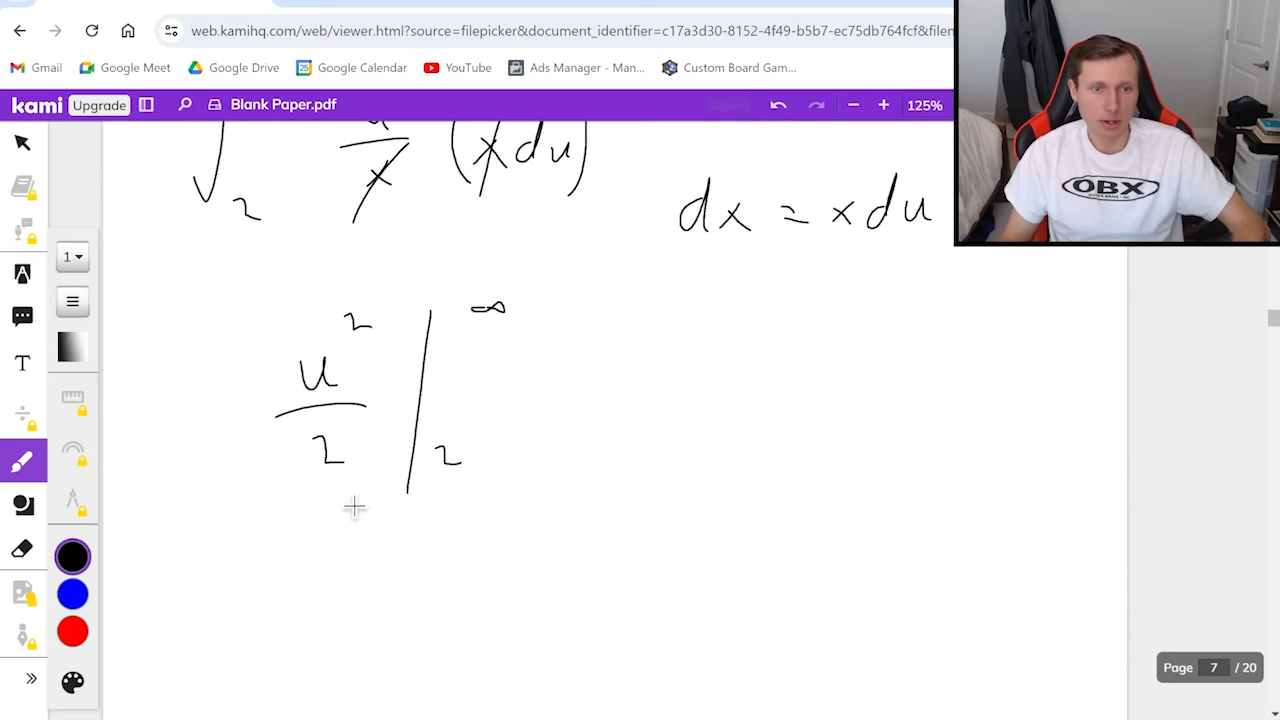 web.kamihq.com/web/viewer.html?source=filepicker&document_identifier=c17a3d30-8152-4f49-b5b7-ec75db764fcf&filen
Gmail Google Meet Google Drive 25 Google Calendar YouTube Ads Manager - Man... Custom Board Gam...
kami Upgrade Blank Paper.pdf Saved 125%
OBX
∫ 2 u/x (x du)
dx = x du
u² / 2 | ∞ 2
1
T
Page 7 / 20